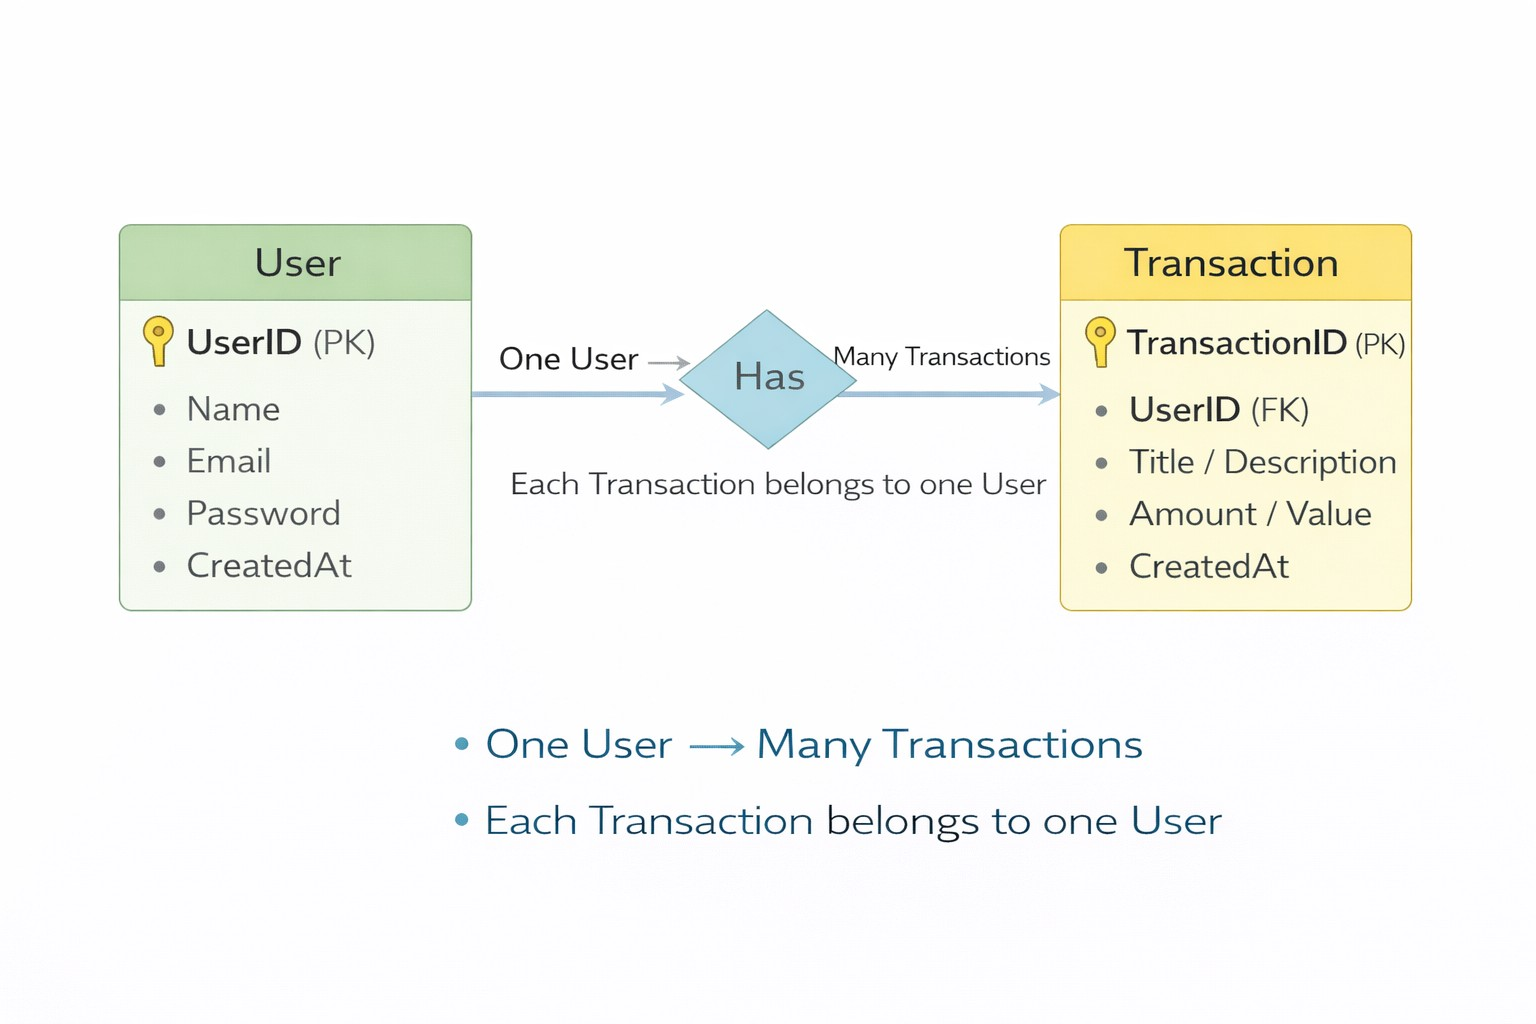 User
UserID (PK)
• Name
• Email
• Password
• CreatedAt
One User →
Has
Many Transactions
Each Transaction belongs to one User
Transaction
TransactionID (PK)
• UserID (FK)
• Title / Description
• Amount / Value
• CreatedAt
• One User → Many Transactions
• Each Transaction belongs to one User